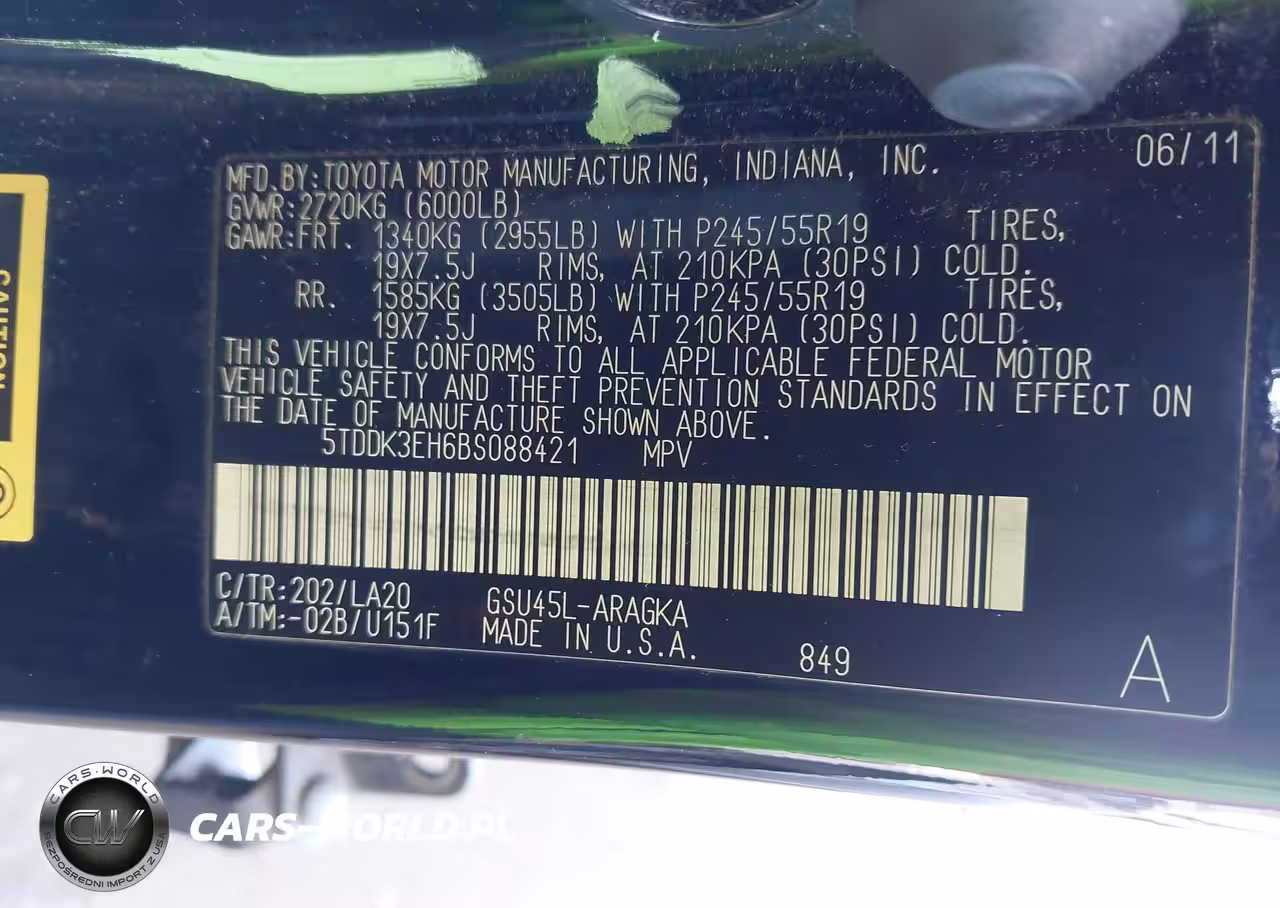 06/11
MFD.BY:TOYOTA MOTOR MANUFACTURING, INDIANA, INC.
GVWR:2720KG (6000LB)
GAWR:FRT. 1340KG (2955LB) WITH P245/55R19 TIRES,
19X7.5J RIMS, AT 210KPA (30PSI) COLD.
RR. 1585KG (3505LB) WITH P245/55R19 TIRES,
19X7.5J RIMS, AT 210KPA (30PSI) COLD.
THIS VEHICLE CONFORMS TO ALL APPLICABLE FEDERAL MOTOR
VEHICLE SAFETY AND THEFT PREVENTION STANDARDS IN EFFECT ON
THE DATE OF MANUFACTURE SHOWN ABOVE.
5TDDK3EH6BS088421 MPV
C/TR:202/LA20 GSU45L-ARAGKA
A/TM:-02B/U151F MADE IN U.S.A.
849
A
CAUTION
CARS-WORLD
CW
BEZPOŚREDNI IMPORT Z USA
CARS-WORLD.PL